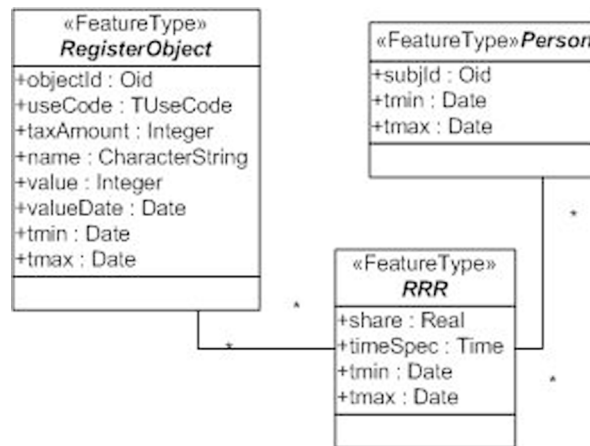 «FeatureType»
RegisterObject
+objectId : Oid
+useCode : TUseCode
+taxAmount : Integer
+name : CharacterString
+value : Integer
+valueDate : Date
+tmin : Date
+tmax : Date
«FeatureType»Person
+subjId : Oid
+tmin : Date
+tmax : Date
*
«FeatureType»
RRR
+share : Real
+timeSpec : Time
+tmin : Date
+tmax : Date
*
*
*